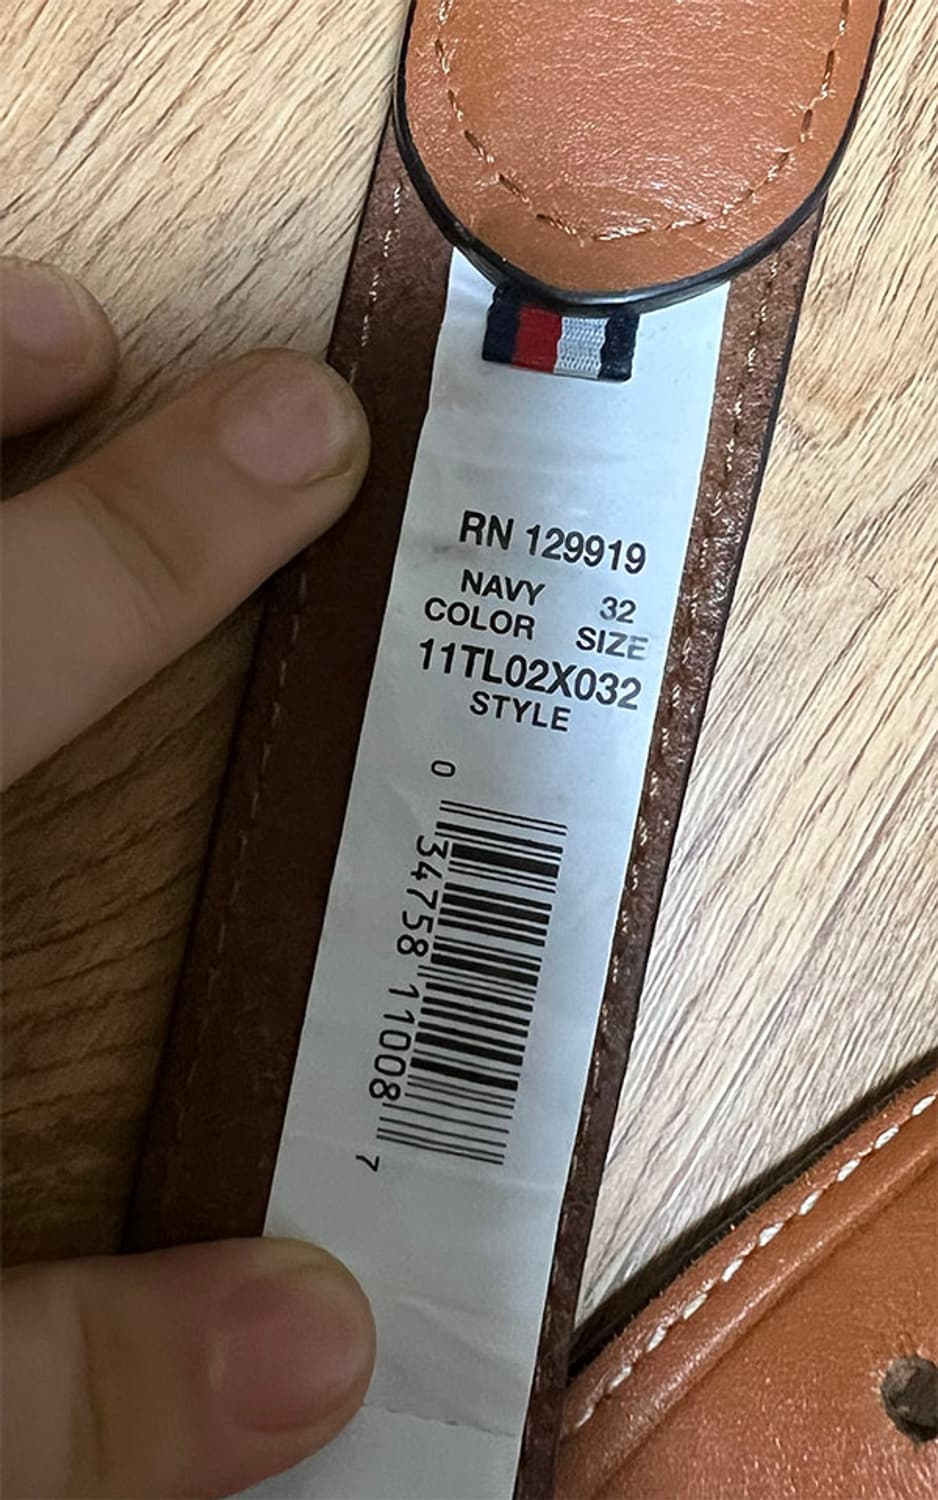 RN 129919
NAVY 32
COLOR SIZE
11TL02X032
STYLE
0 34758 11008 7